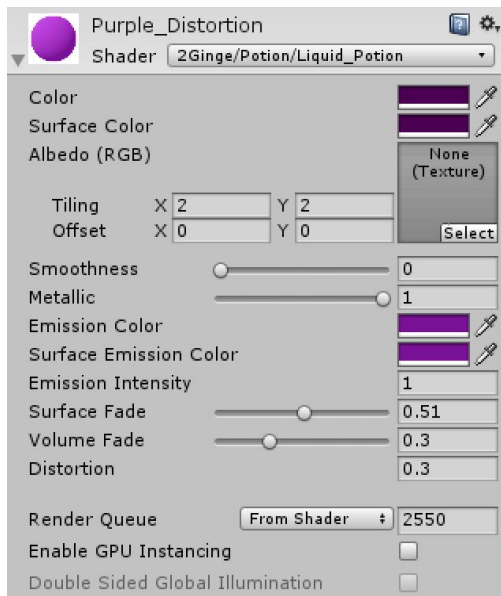 Purple_Distortion
Shader 2Ginge/Potion/Liquid_Potion
Color
Surface Color
Albedo (RGB)
None
(Texture)
Tiling X 2 Y 2
Offset X 0 Y 0
Select
Smoothness 0
Metallic 1
Emission Color
Surface Emission Color
Emission Intensity 1
Surface Fade 0.51
Volume Fade 0.3
Distortion 0.3
Render Queue From Shader 2550
Enable GPU Instancing
Double Sided Global Illumination